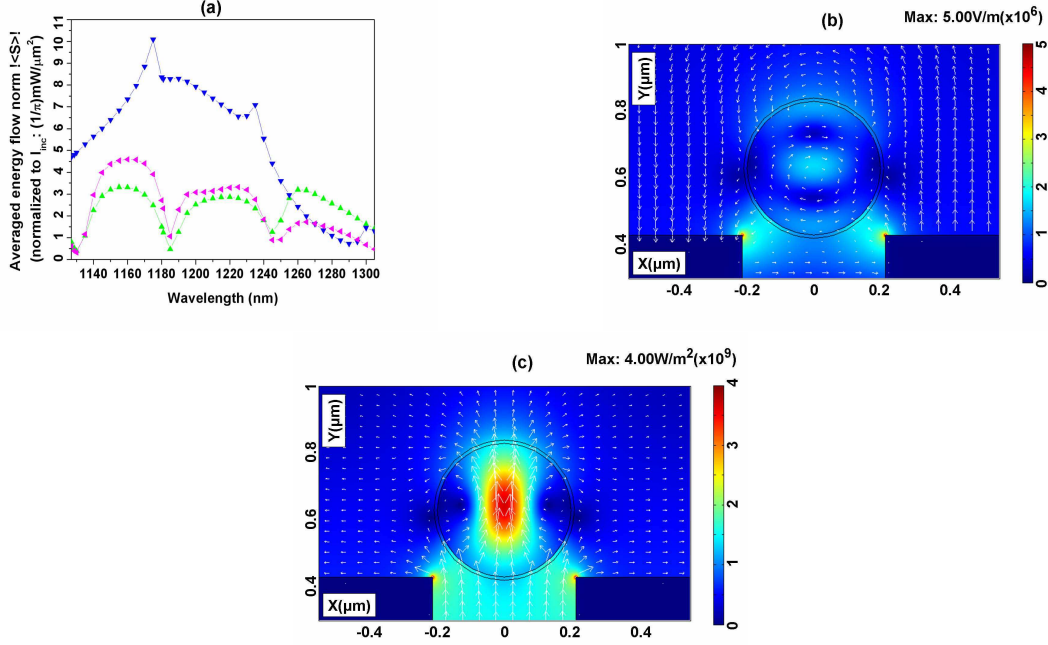 (a)
Averaged energy flow norm !<S>!
(normalized to Iinc: (1/π)mW/μm²)
0 1 2 3 4 5 6 7 8 9 10 11
1140 1160 1180 1200 1220 1240 1260 1280 1300
Wavelength (nm)
(b)
Max: 5.00V/m(x10⁶)
Y(μm)
1
0.8
0.6
0.4
X(μm)
-0.4 -0.2 0 0.2 0.4
5
4
3
2
1
0
(c)
Max: 4.00W/m²(x10⁹)
Y(μm)
1
0.8
0.6
0.4
X(μm)
-0.4 -0.2 0 0.2 0.4
4
3
2
1
0